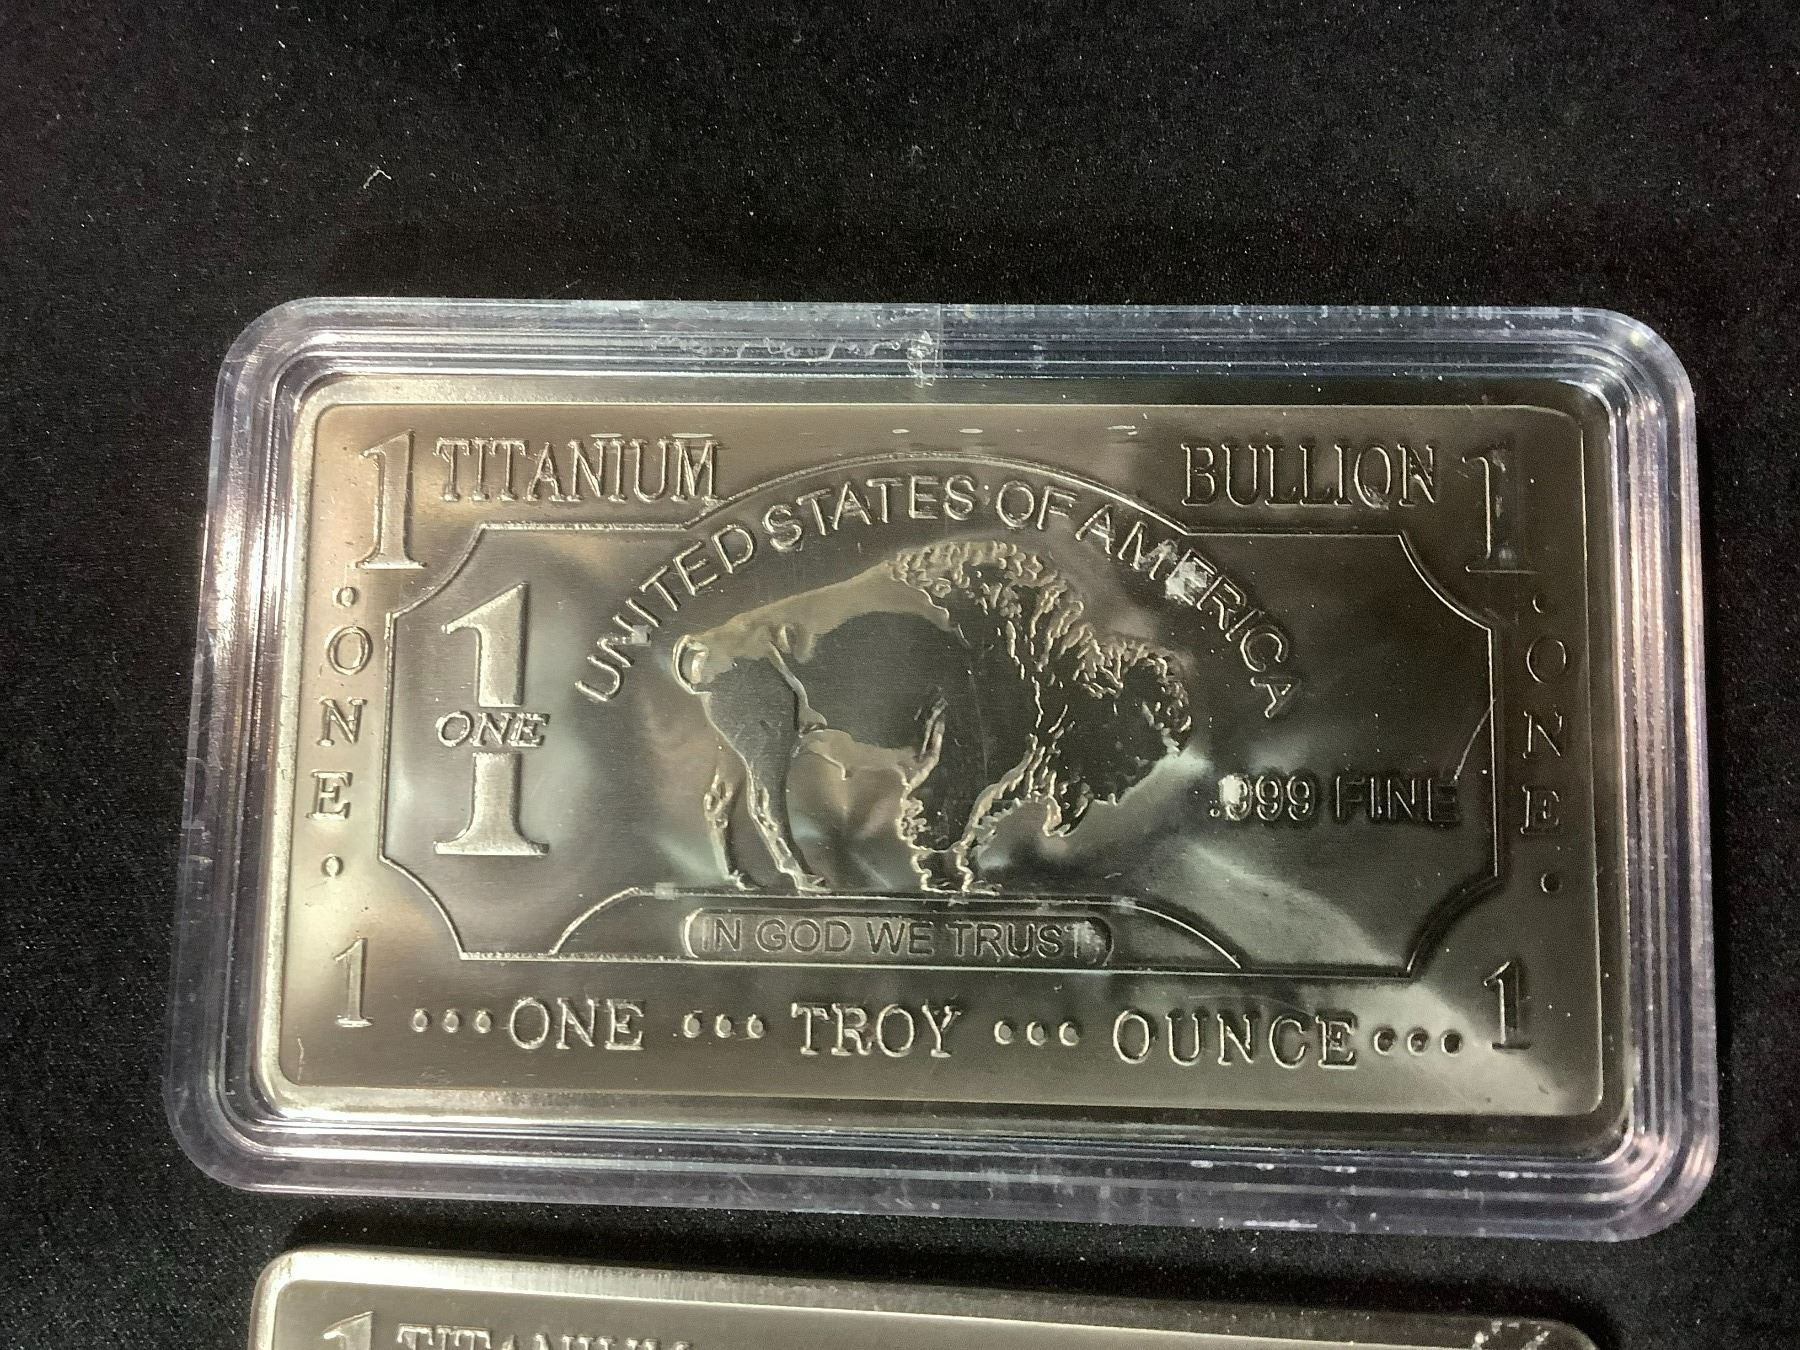 1 TITANIUM BULLION 1
UNITED STATES OF AMERICA
. ONE .
1
ONE
.999 FINE
. ONE .
IN GOD WE TRUST
1 ...ONE ... TROY ... OUNCE.... 1
1 TITANIUM